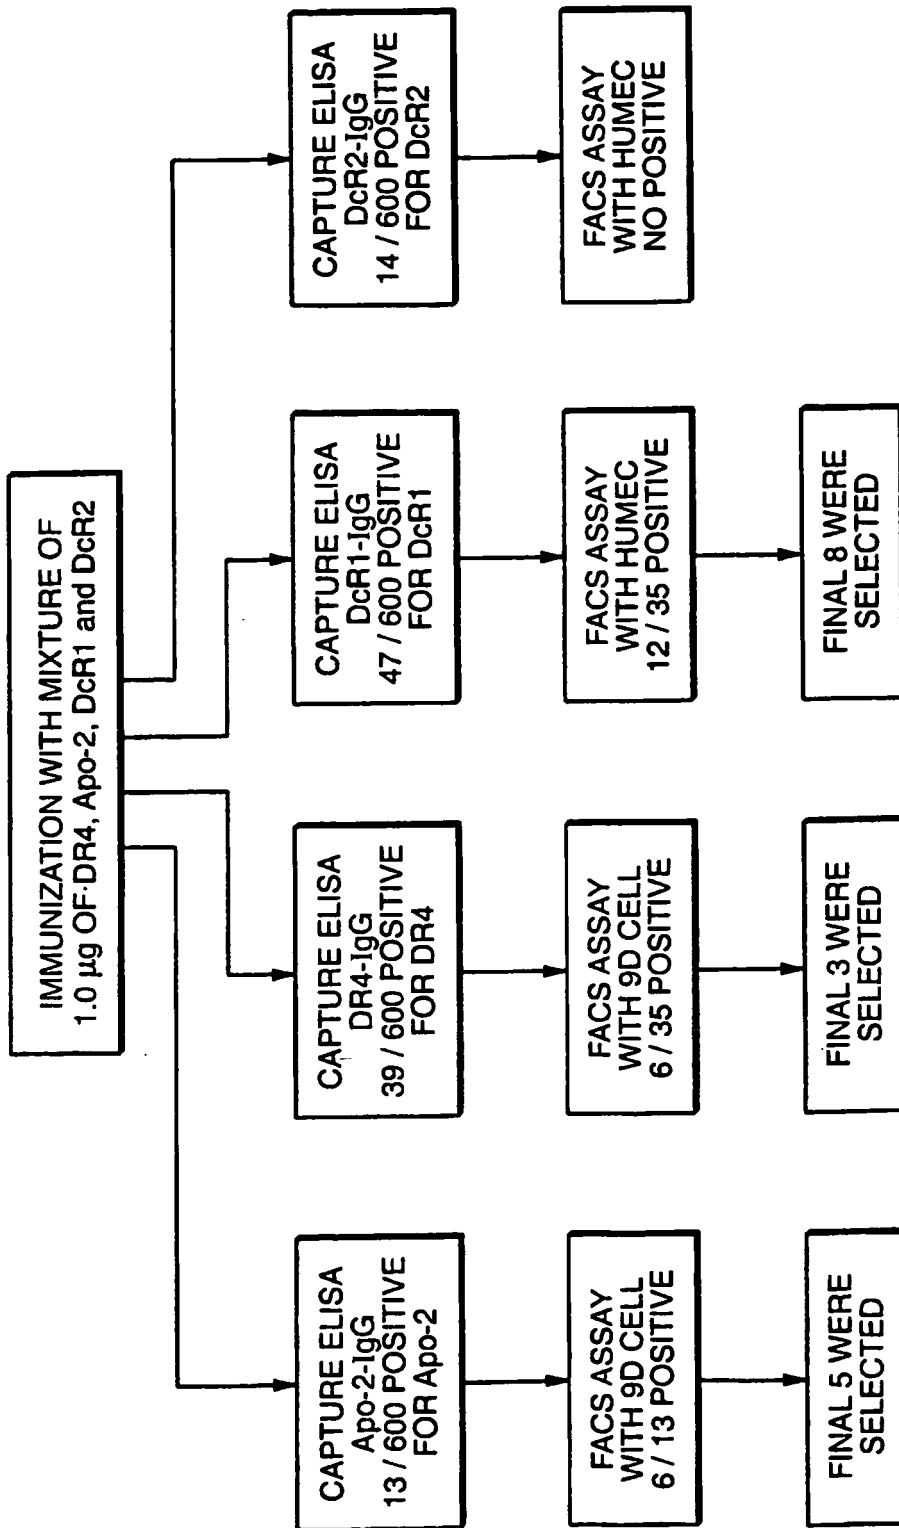 IMMUNIZATION WITH MIXTURE OF
1.0 µg OF·DR4, Apo-2, DcR1 and DcR2
CAPTURE ELISA
Apo-2-IgG
13 / 600 POSITIVE
FOR Apo-2
FACS ASSAY
WITH 9D CELL
6 / 13 POSITIVE
FINAL 5 WERE
SELECTED
CAPTURE ELISA
DR4-IgG
39 / 600 POSITIVE
FOR DR4
FACS ASSAY
WITH 9D CELL
6 / 35 POSITIVE
FINAL 3 WERE
SELECTED
CAPTURE ELISA
DcR1-IgG
47 / 600 POSITIVE
FOR DcR1
FACS ASSAY
WITH HUMEC
12 / 35 POSITIVE
FINAL 8 WERE
SELECTED
CAPTURE ELISA
DcR2-IgG
14 / 600 POSITIVE
FOR DcR2
FACS ASSAY
WITH HUMEC
NO POSITIVE